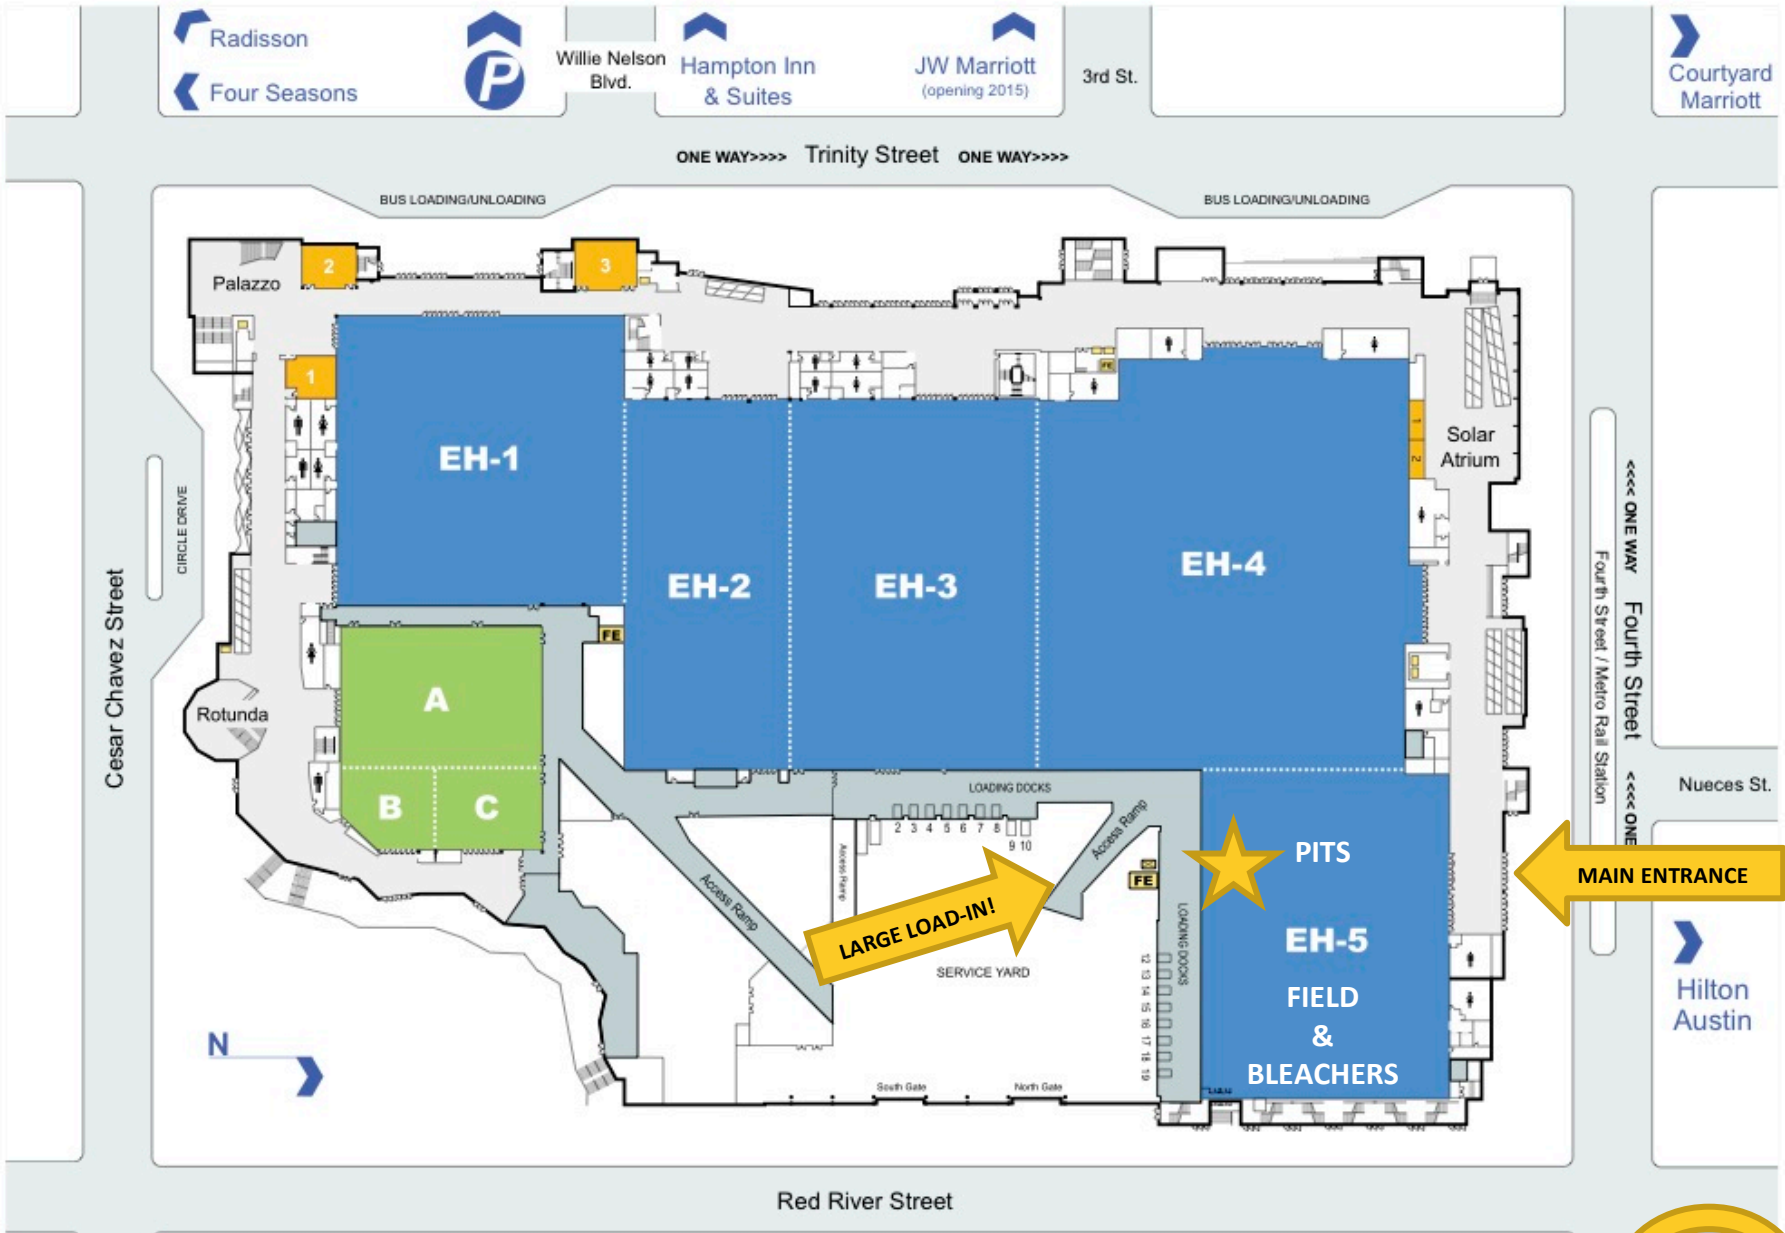 Radisson
Four Seasons
P
Willie Nelson
Blvd.
Hampton Inn
& Suites
JW Marriott
(opening 2015)
3rd St.
Courtyard
Marriott
ONE WAY>>>> Trinity Street ONE WAY>>>>
BUS LOADING/UNLOADING
BUS LOADING/UNLOADING
Palazzo
2
3
1
FE
EH-1
EH-2
EH-3
EH-4
1
2
Solar
Atrium
CIRCLE DRIVE
Cesar Chavez Street
<<<< ONE WAY Fourth Street <<<< ONE
Fourth Street / Metro Rail Station
FE
A
B
C
Rotunda
LOADING DOCKS
2 3 4 5 6 7 8
9 10
Access Ramp
Access Ramp
Access Ramp
FE
LARGE LOAD-IN!
SERVICE YARD
LOADING DOCKS
12 13 14 15 16 17 18 19
PITS
EH-5
FIELD
&
BLEACHERS
MAIN ENTRANCE
Nueces St.
Hilton
Austin
N
South Gate
North Gate
Red River Street